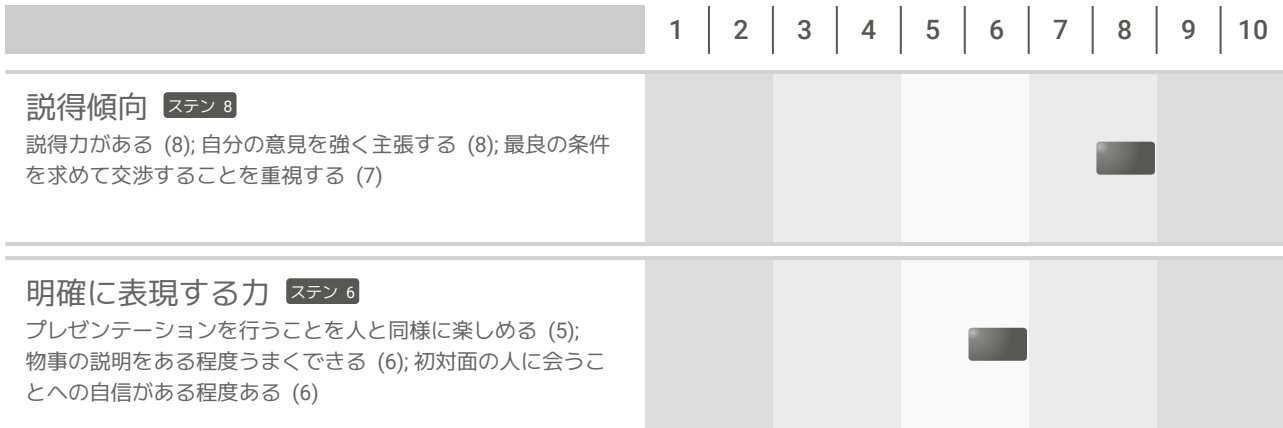 1 2 3 4 5 6 7 8 9 10
説得傾向 ステン 8
説得力がある (8); 自分の意見を強く主張する (8); 最良の条件
を求めて交渉することを重視する (7)
明確に表現する力 ステン 6
プレゼンテーションを行うことを人と同様に楽しめる (5);
物事の説明をある程度うまくできる (6); 初対面の人に会うこ
とへの自信がある程度ある (6)